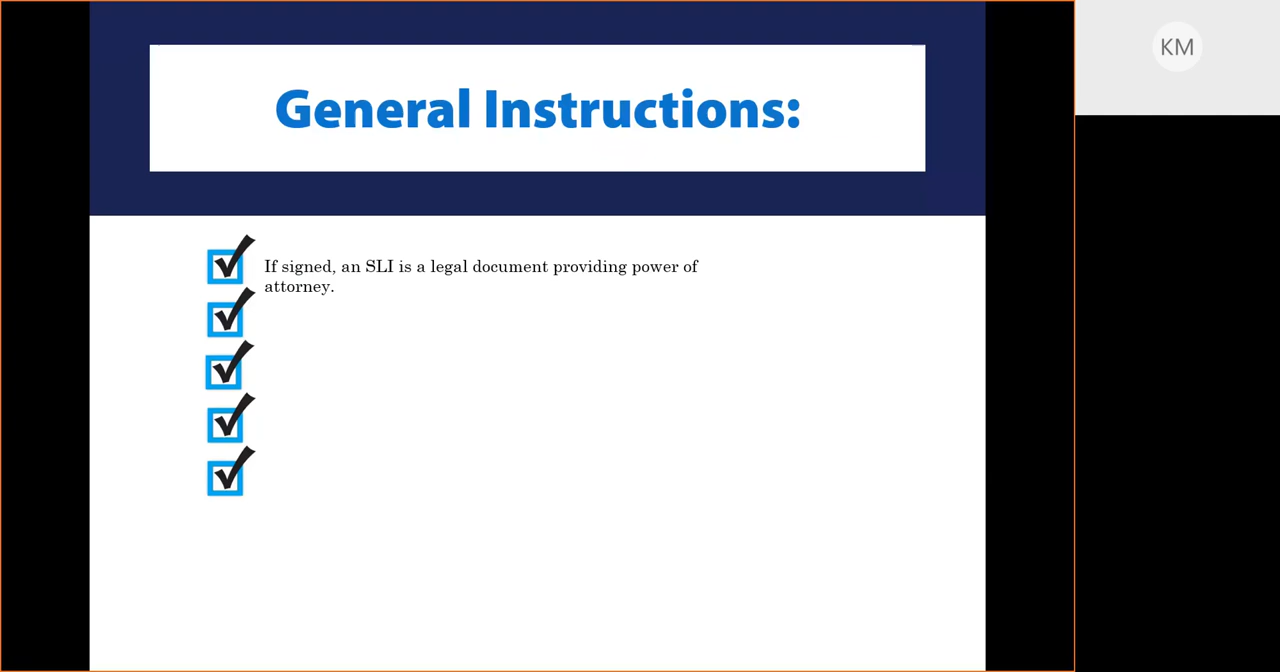 General Instructions:
KM
If signed, an SLI is a legal document providing power of
attorney.